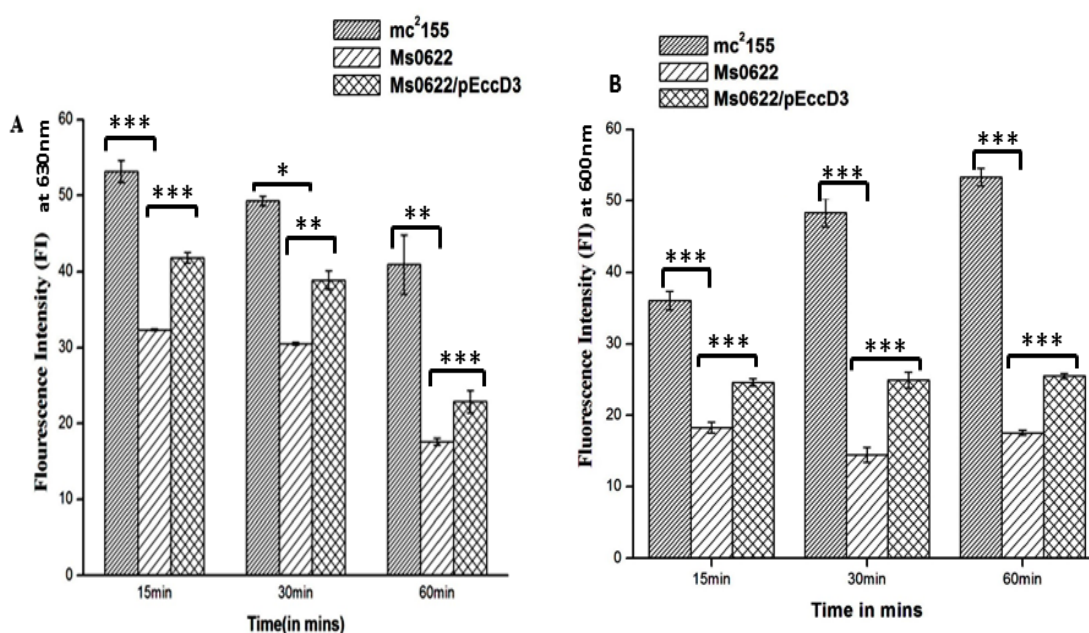 mc²155
Ms0622
Ms0622/pEccD3
A
Flourescence Intensity (FI) at 630nm
60
50
40
30
20
10
0
***
***
*
**
**
***
15min
30min
60min
Time(in mins)
mc²155
Ms0622
Ms0622/pEccD3
B
Fluorescence Intensity (FI) at 600nm
60
50
40
30
20
10
0
***
***
***
***
***
***
15min
30min
60min
Time in mins